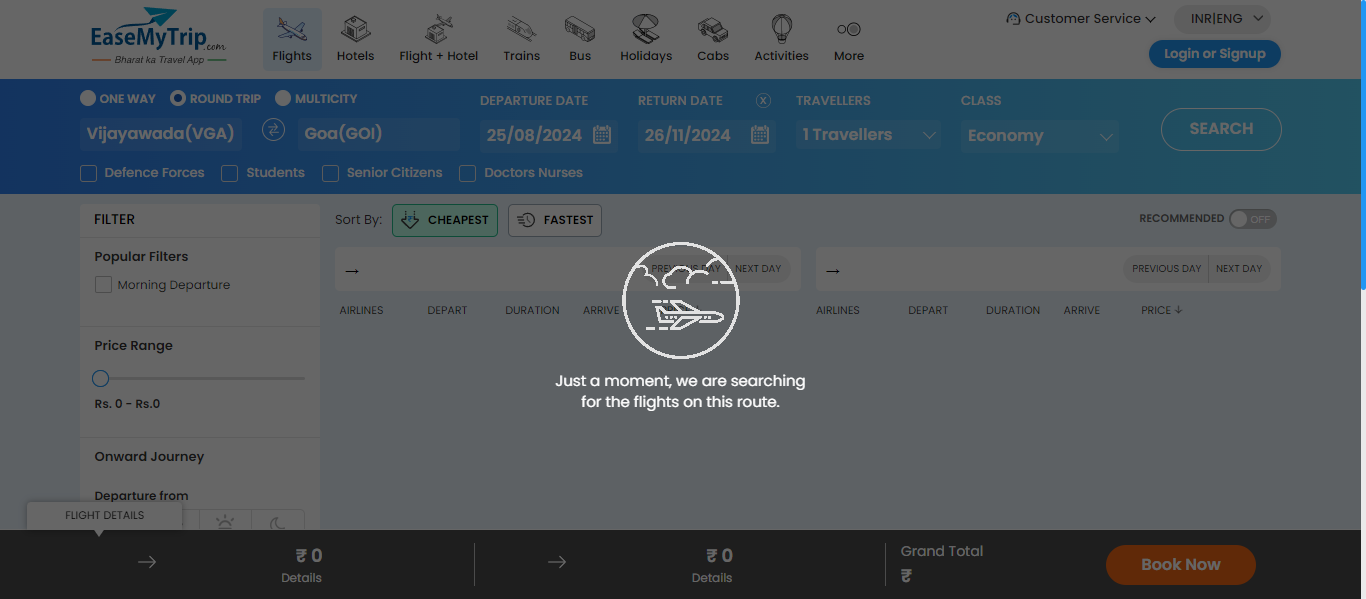 EaseMyTrip.com
Bharat ka Travel App
Flights
Hotels
Flight + Hotel
Trains
Bus
Holidays
Cabs
Activities
More
Customer Service
INR|ENG
Login or Signup
ONE WAY
ROUND TRIP
MULTICITY
DEPARTURE DATE
RETURN DATE
X
TRAVELLERS
CLASS
Vijayawada(VGA)
Goa(GOI)
25/08/2024
26/11/2024
1 Travellers
Economy
SEARCH
Defence Forces
Students
Senior Citizens
Doctors Nurses
FILTER
Sort By:
CHEAPEST
FASTEST
RECOMMENDED
OFF
Popular Filters
Morning Departure
→
PREVIOUS DAY
NEXT DAY
→
PREVIOUS DAY
NEXT DAY
AIRLINES
DEPART
DURATION
ARRIVE
AIRLINES
DEPART
DURATION
ARRIVE
PRICE ↓
Price Range
Rs. 0 - Rs.0
Just a moment, we are searching
for the flights on this route.
Onward Journey
Departure from
FLIGHT DETAILS
→
₹ 0
Details
→
₹ 0
Details
Grand Total
₹
Book Now